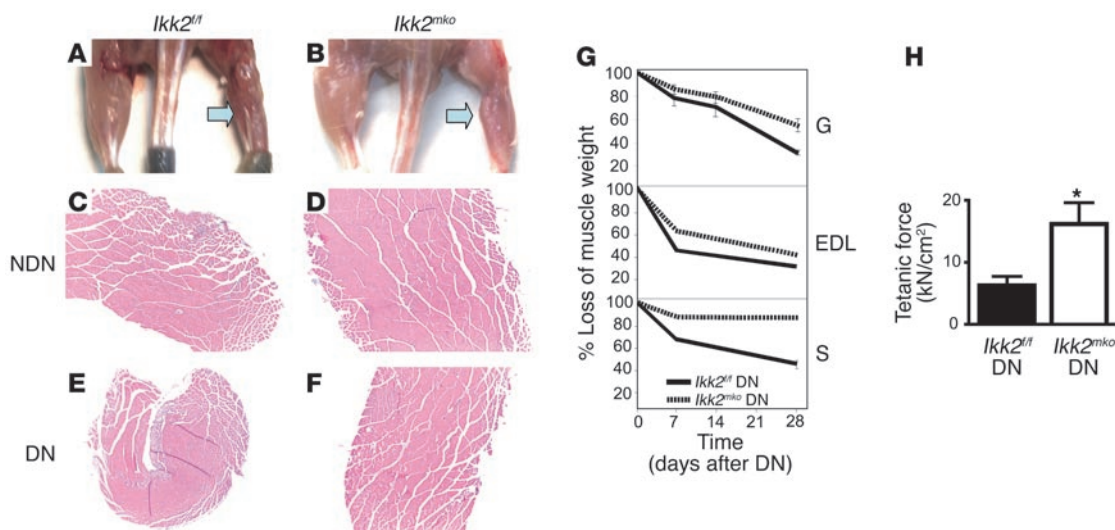 Ikk2f/f
Ikk2mko
A
B
C
D
NDN
E
F
DN
G
% Loss of muscle weight
100
80
60
40
20
G
100
80
60
40
20
EDL
100
80
60
40
20
S
Ikk2f/f DN
Ikk2mko DN
0 7 14 21 28
Time
(days after DN)
H
Tetanic force
(kN/cm²)
20
10
0
*
Ikk2f/f
DN
Ikk2mko
DN